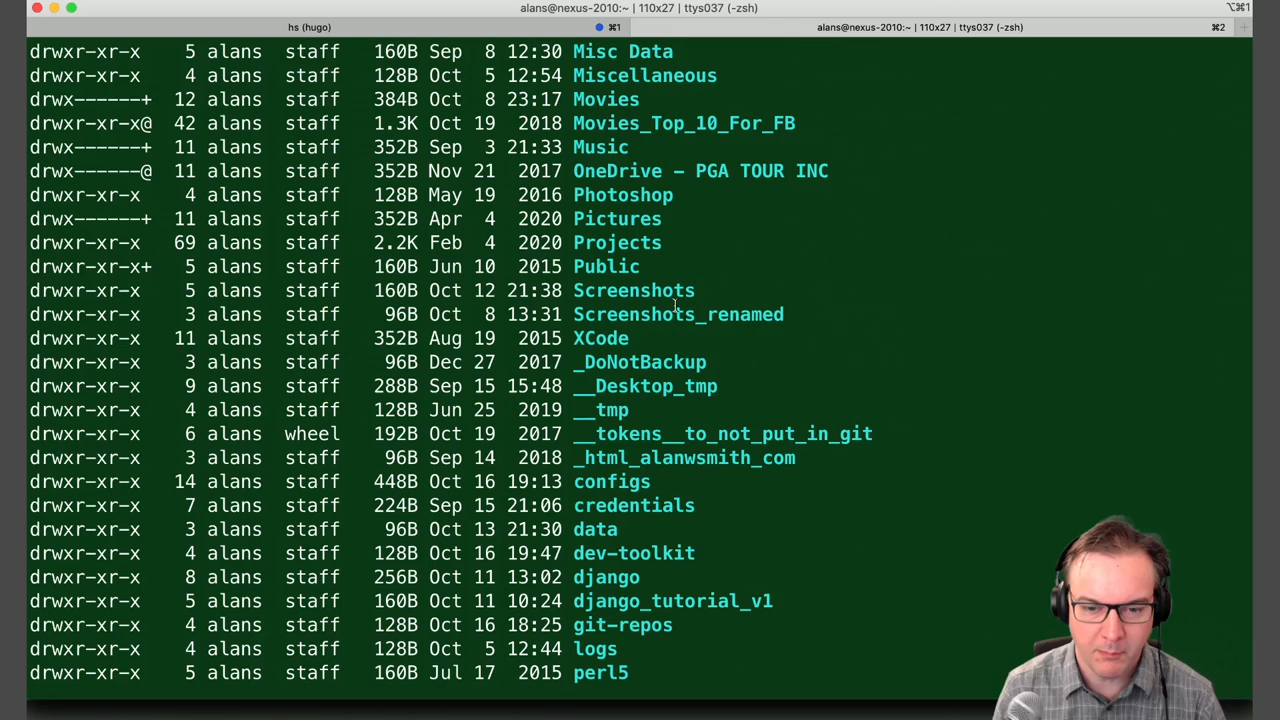 alans@nexus-2010:~ | 110x27 | ttys037 (-zsh)
⌥⌘1
hs (hugo)
⌘1
alans@nexus-2010:~ | 110x27 | ttys037 (-zsh)
⌘2
+
drwxr-xr-x 5 alans staff 160B Sep 8 12:30 Misc Data
drwxr-xr-x 4 alans staff 128B Oct 5 12:54 Miscellaneous
drwx------+ 12 alans staff 384B Oct 8 23:17 Movies
drwxr-xr-x@ 42 alans staff 1.3K Oct 19 2018 Movies_Top_10_For_FB
drwx------+ 11 alans staff 352B Sep 3 21:33 Music
drwx------@ 11 alans staff 352B Nov 21 2017 OneDrive - PGA TOUR INC
drwxr-xr-x 4 alans staff 128B May 19 2016 Photoshop
drwx------+ 11 alans staff 352B Apr 4 2020 Pictures
drwxr-xr-x 69 alans staff 2.2K Feb 4 2020 Projects
drwxr-xr-x+ 5 alans staff 160B Jun 10 2015 Public
drwxr-xr-x 5 alans staff 160B Oct 12 21:38 Screenshots
drwxr-xr-x 3 alans staff 96B Oct 8 13:31 Screenshots_renamed
drwxr-xr-x 11 alans staff 352B Aug 19 2015 XCode
drwxr-xr-x 3 alans staff 96B Dec 27 2017 _DoNotBackup
drwxr-xr-x 9 alans staff 288B Sep 15 15:48 __Desktop_tmp
drwxr-xr-x 4 alans staff 128B Jun 25 2019 __tmp
drwxr-xr-x 6 alans wheel 192B Oct 19 2017 __tokens__to_not_put_in_git
drwxr-xr-x 3 alans staff 96B Sep 14 2018 _html_alanwsmith_com
drwxr-xr-x 14 alans staff 448B Oct 16 19:13 configs
drwxr-xr-x 7 alans staff 224B Sep 15 21:06 credentials
drwxr-xr-x 3 alans staff 96B Oct 13 21:30 data
drwxr-xr-x 4 alans staff 128B Oct 16 19:47 dev-toolkit
drwxr-xr-x 8 alans staff 256B Oct 11 13:02 django
drwxr-xr-x 5 alans staff 160B Oct 11 10:24 django_tutorial_v1
drwxr-xr-x 4 alans staff 128B Oct 16 18:25 git-repos
drwxr-xr-x 4 alans staff 128B Oct 5 12:44 logs
drwxr-xr-x 5 alans staff 160B Jul 17 2015 perl5